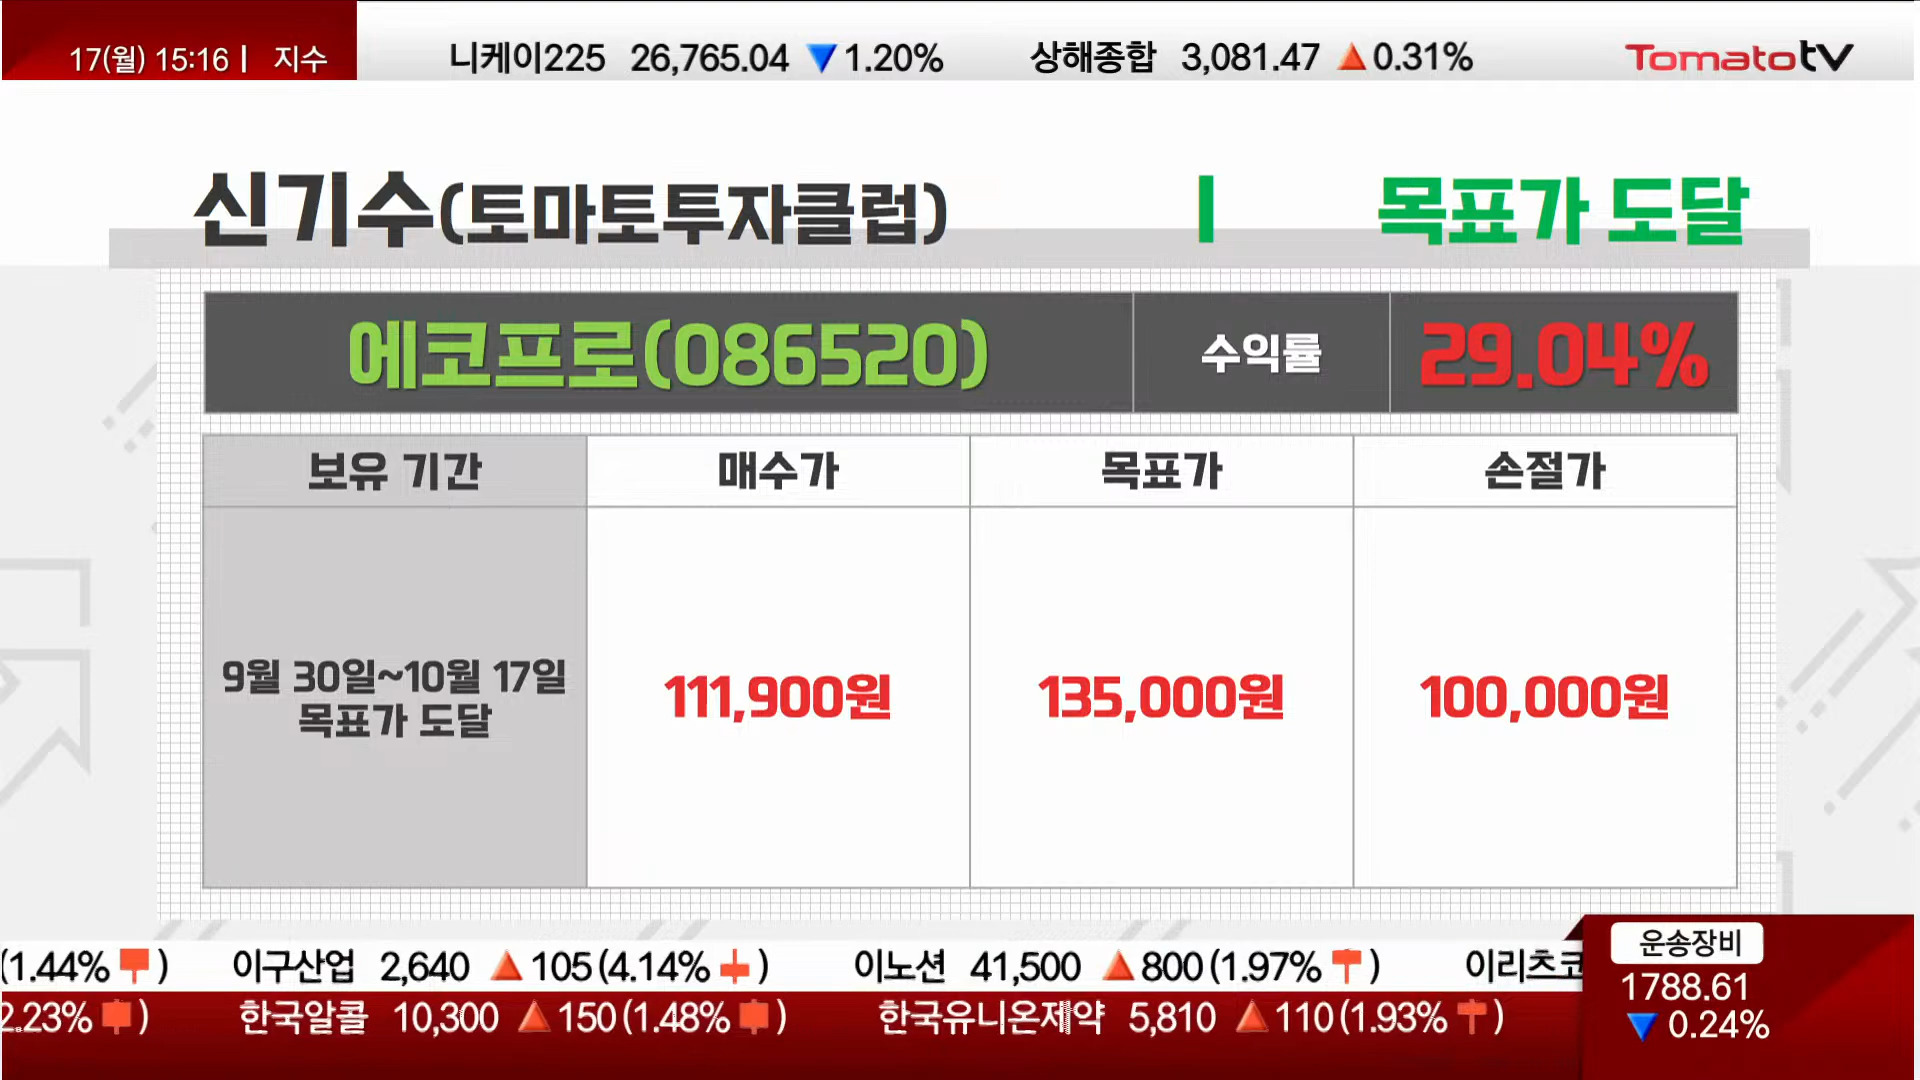 17(월) 15:16 | 지수 니케이225 26,765.04 ▼1.20% 상해종합 3,081.47 ▲0.31% Tomatotv
신기수(토마토투자클럽) | 목표가 도달
에코프로(086520) 수익률 29.04%
보유 기간 매수가 목표가 손절가
9월 30일~10월 17일
목표가 도달
111,900원 135,000원 100,000원
(1.44% ) 이구산업 2,640 ▲105(4.14% ) 이노션 41,500 ▲800(1.97% ) 이리츠코
2.23% ) 한국알콜 10,300 ▲150(1.48% ) 한국유니온제약 5,810 ▲110(1.93% )
운송장비
1788.61
▼0.24%